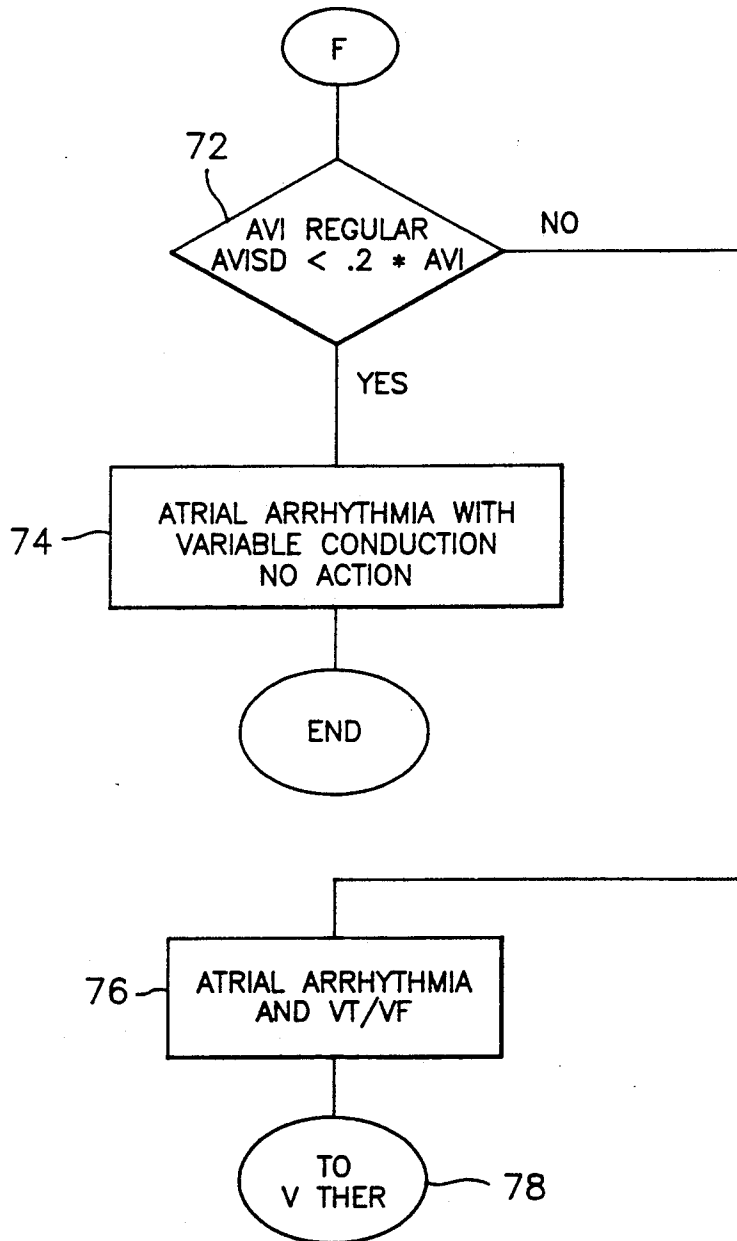 F
72
AVI REGULAR
AVISD < .2 * AVI
NO
YES
74
ATRIAL ARRHYTHMIA WITH
VARIABLE CONDUCTION
NO ACTION
END
76
ATRIAL ARRHYTHMIA
AND VT/VF
TO
V THER
78